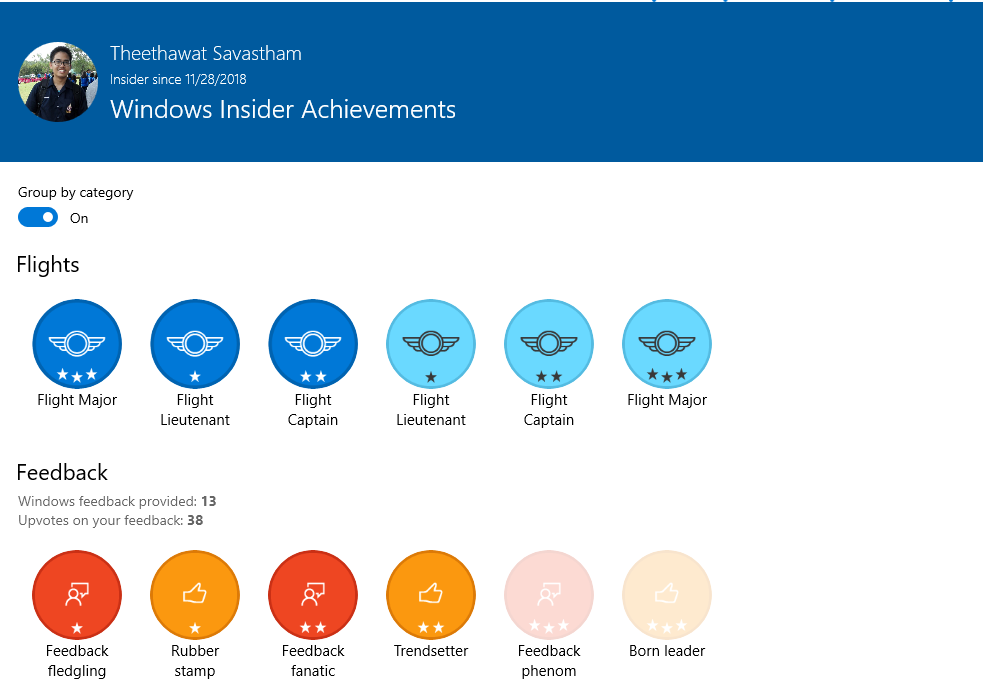 Theethawat Savastham
Insider since 11/28/2018
Windows Insider Achievements
Group by category
On
Flights
Flight Major
Flight
Lieutenant
Flight
Captain
Flight
Lieutenant
Flight
Captain
Flight Major
Feedback
Windows feedback provided: 13
Upvotes on your feedback: 38
Feedback
fledgling
Rubber
stamp
Feedback
fanatic
Trendsetter
Feedback
phenom
Born leader